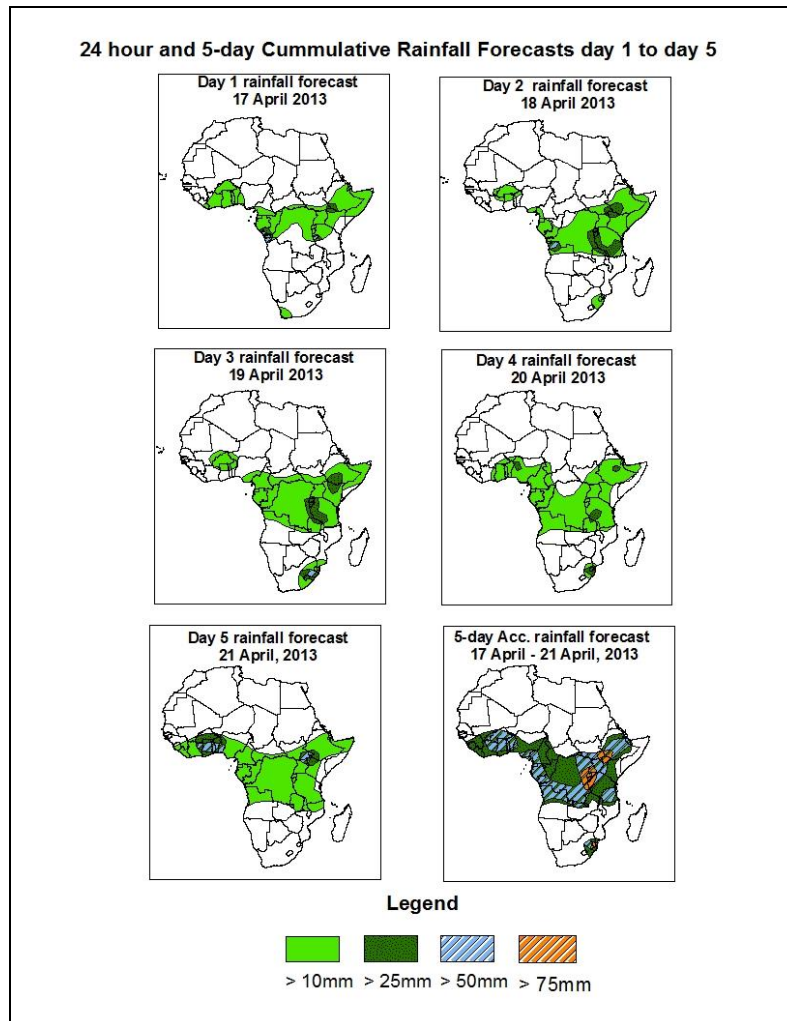 24 hour and 5-day Cummulative Rainfall Forecasts day 1 to day 5
Day 1 rainfall forecast
17 April 2013
Day 2 rainfall forecast
18 April 2013
Day 3 rainfall forecast
19 April 2013
Day 4 rainfall forecast
20 April 2013
Day 5 rainfall forecast
21 April, 2013
5-day Acc. rainfall forecast
17 April - 21 April, 2013
Legend
> 10mm > 25mm > 50mm > 75mm